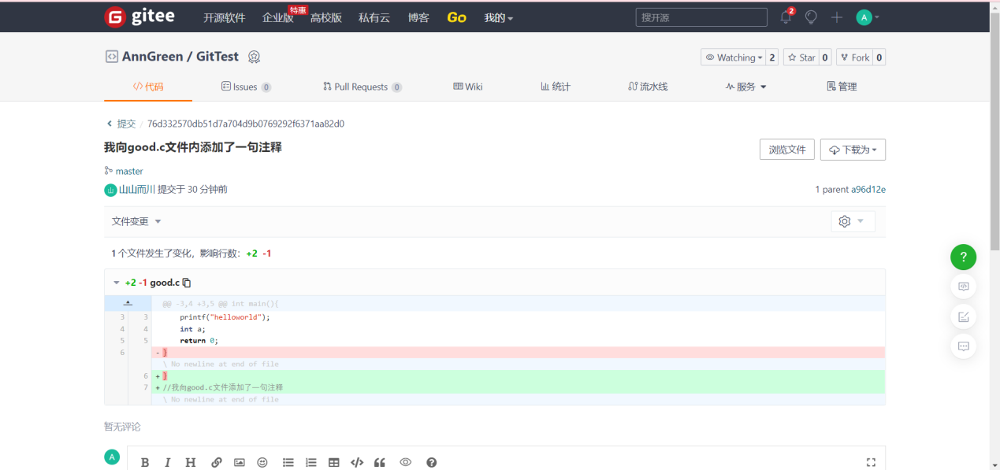 gitee 开源软件 企业版 特惠 高校版 私有云 博客 Go 我的 搜开源 2 A
AnnGreen / GitTest Watching 2 Star 0 Fork 0
代码 Issues 0 Pull Requests 0 Wiki 统计 流水线 服务 管理
提交 / 76d332570db51d7a704d9b0769292f6371aa82d0
我向good.c文件内添加了一句注释 浏览文件 下载为
master
山 山山而川 提交于 30 分钟前 1 parent a96d12e
文件变更
1 个文件发生了变化，影响行数： +2 -1
+2 -1 good.c
@@ -3,4 +3,5 @@ int main(){
3 3 printf("helloworld");
4 4 int a;
5 5 return 0;
6 - }
\ No newline at end of file
6 + }
7 + //我向good.c文件添加了一句注释
\ No newline at end of file
暂无评论
A B I H
?